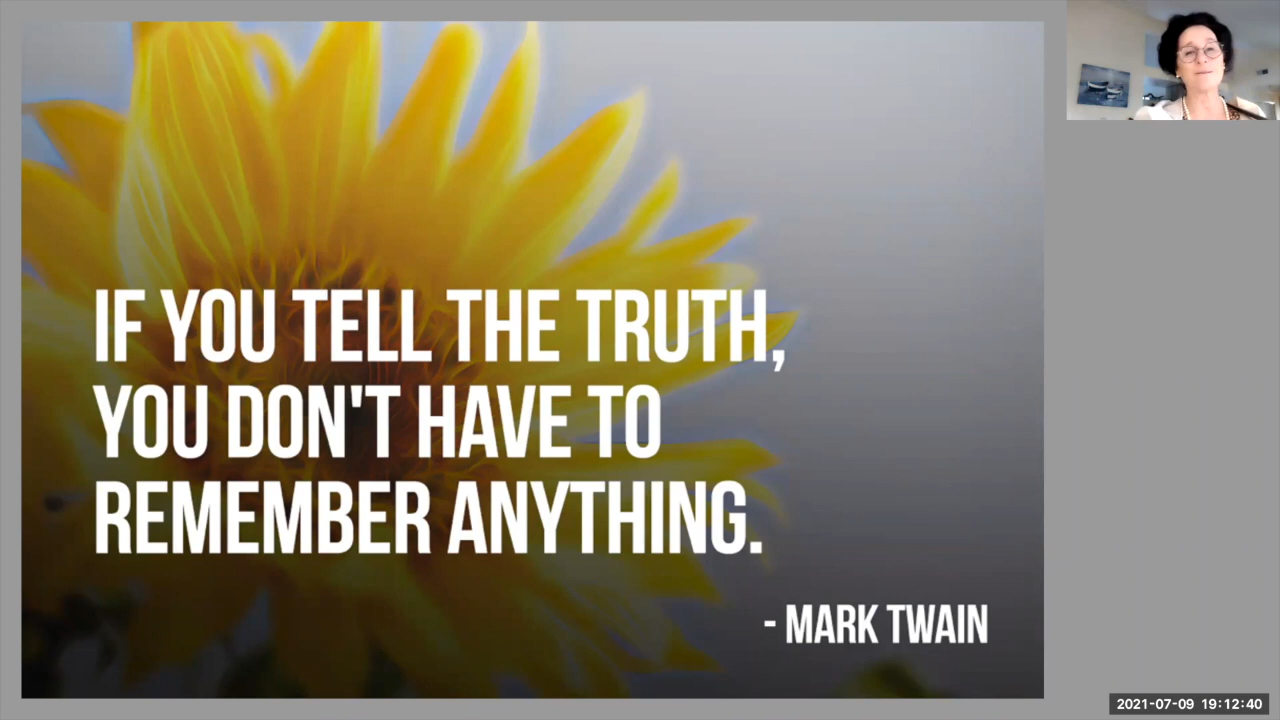 IF YOU TELL THE TRUTH,
YOU DON'T HAVE TO
REMEMBER ANYTHING.
- MARK TWAIN
2021-07-09 19:12:40